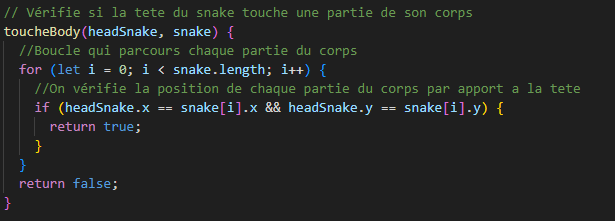 // Vérifie si la tete du snake touche une partie de son corps
toucheBody(headSnake, snake) {
//Boucle qui parcours chaque partie du corps
for (let i = 0; i < snake.length; i++) {
//On vérifie la position de chaque partie du corps par apport a la tete
if (headSnake.x == snake[i].x && headSnake.y == snake[i].y) {
return true;
}
}
return false;
}